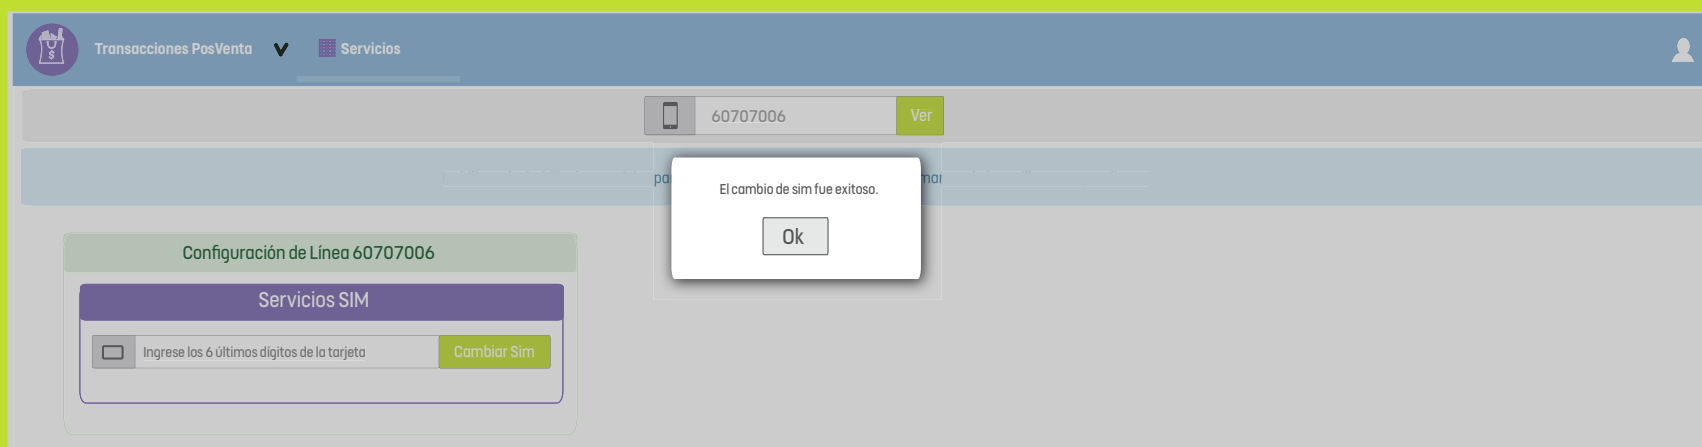 Transacciones PosVenta
Servicios
60707006
Ver
El cambio de sim fue exitoso.
Ok
Configuración de Línea 60707006
Servicios SIM
Ingrese los 6 últimos dígitos de la tarjeta
Cambiar Sim